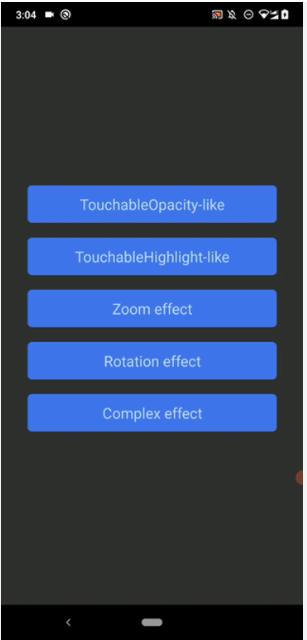 3:04
TouchableOpacity-like
TouchableHighlight-like
Zoom effect
Rotation effect
Complex effect